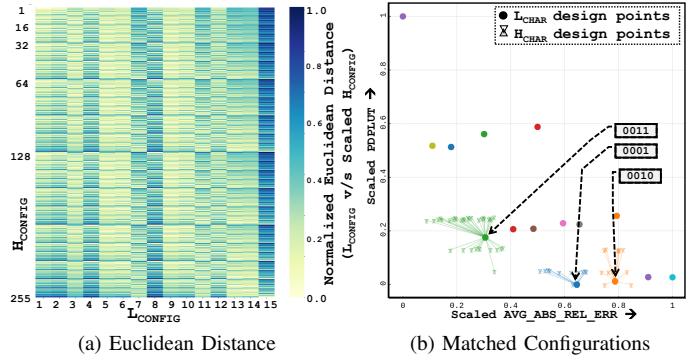 1
16
32
64
128
255
H_CONFIG
1 2 3 4 5 6 7 8 9 10 11 12 13 14 15
L_CONFIG
1.0
0.8
0.6
0.4
0.2
0.0
Normalized Euclidean Distance
(L_CONFIG v/s Scaled H_CONFIG)
(a) Euclidean Distance
L_CHAR design points
H_CHAR design points
1
0.8
0.6
0.4
0.2
0
Scaled PDPLUT →
0011
0001
0010
0 0.2 0.4 0.6 0.8 1
Scaled AVG_ABS_REL_ERR →
(b) Matched Configurations